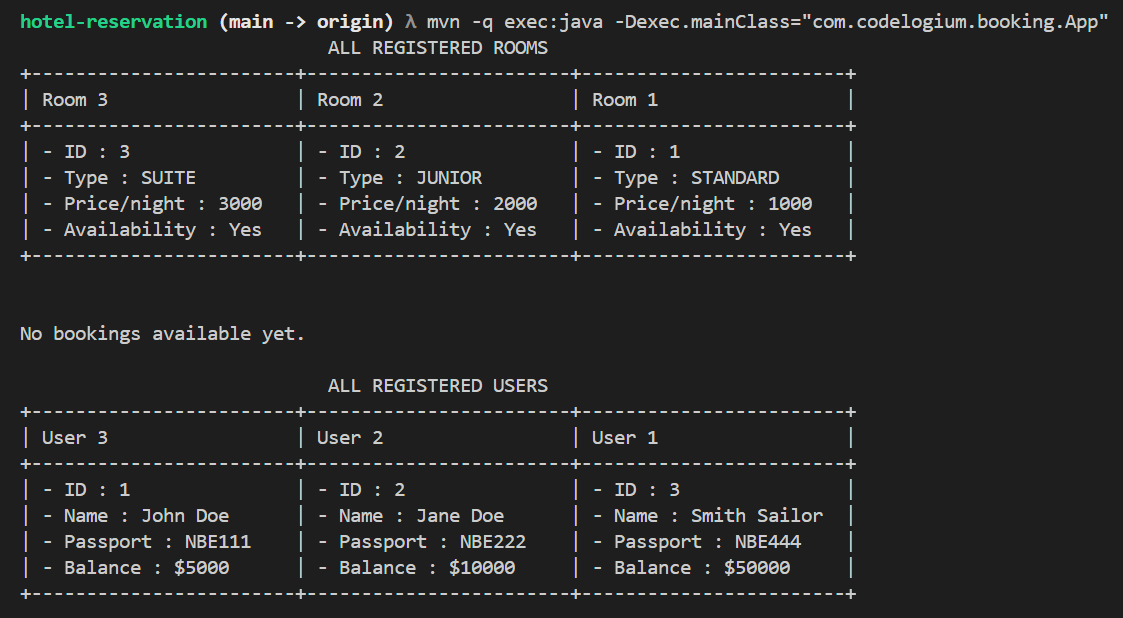 hotel-reservation (main -> origin) λ mvn -q exec:java -Dexec.mainClass="com.codelogium.booking.App"
                            ALL REGISTERED ROOMS
+-------------------------+------------------------+------------------------+
| Room 3                  | Room 2                 | Room 1                 |
+-------------------------+------------------------+------------------------+
| - ID : 3                | - ID : 2               | - ID : 1               |
| - Type : SUITE          | - Type : JUNIOR        | - Type : STANDARD      |
| - Price/night : 3000    | - Price/night : 2000   | - Price/night : 1000   |
| - Availability : Yes    | - Availability : Yes   | - Availability : Yes   |
+-------------------------+------------------------+------------------------+
No bookings available yet.
                            ALL REGISTERED USERS
+-------------------------+------------------------+------------------------+
| User 3                  | User 2                 | User 1                 |
+-------------------------+------------------------+------------------------+
| - ID : 1                | - ID : 2               | - ID : 3               |
| - Name : John Doe       | - Name : Jane Doe      | - Name : Smith Sailor  |
| - Passport : NBE111     | - Passport : NBE222    | - Passport : NBE444    |
| - Balance : $5000       | - Balance : $10000     | - Balance : $50000     |
+-------------------------+------------------------+------------------------+